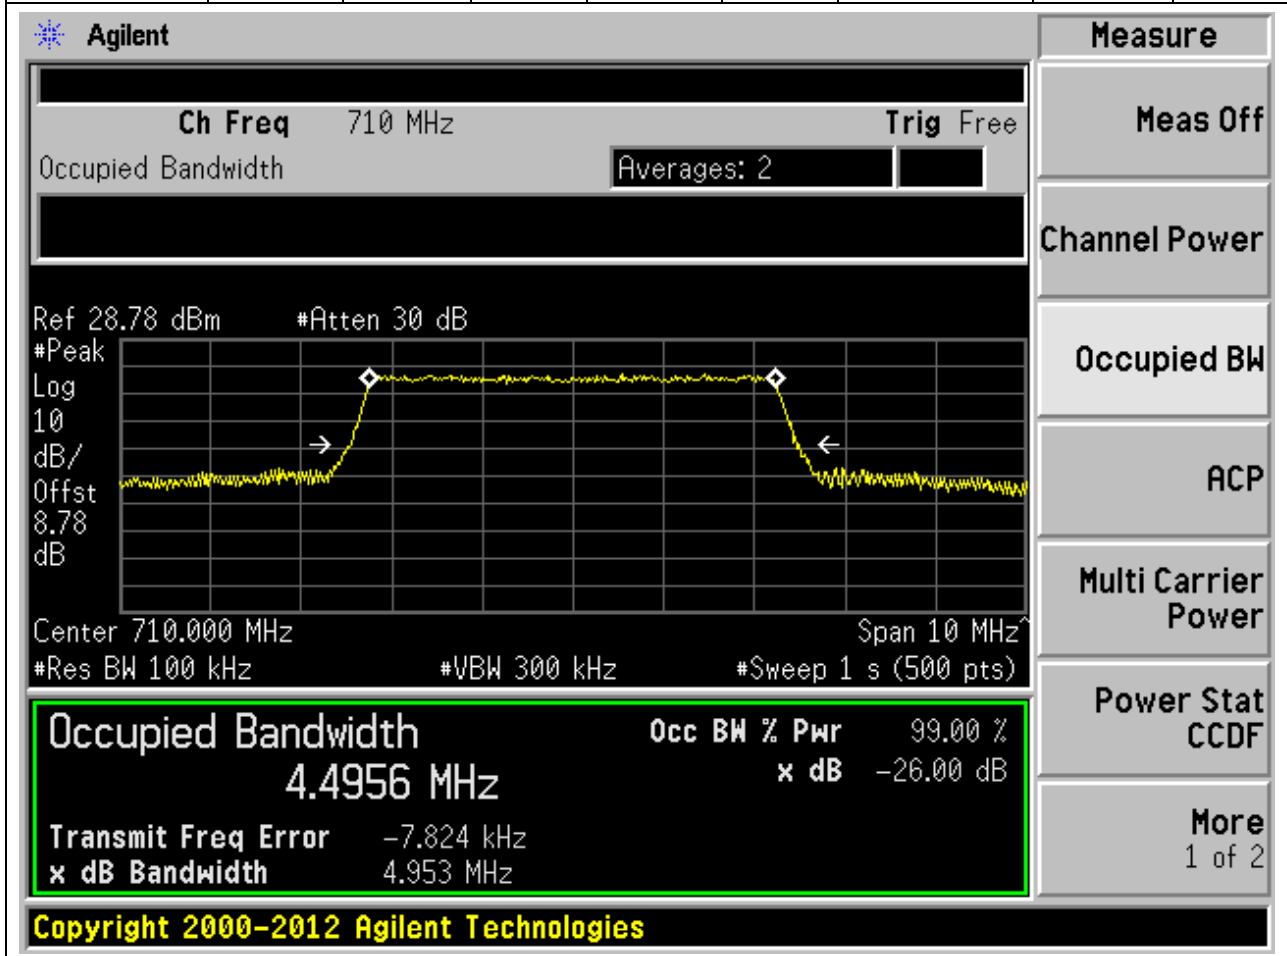 Agilent
Measure
Ch Freq 710 MHz Trig Free
Meas Off
Occupied Bandwidth Averages: 2
Channel Power
Ref 28.78 dBm #Atten 30 dB
#Peak
Log
10
dB/
Offst
8.78
dB
Occupied BW
ACP
Center 710.000 MHz Span 10 MHz^
#Res BW 100 kHz #VBW 300 kHz #Sweep 1 s (500 pts)
Multi Carrier
Power
Occupied Bandwidth Occ BW % Pwr 99.00 %
4.4956 MHz x dB -26.00 dB
Power Stat
CCDF
Transmit Freq Error -7.824 kHz
x dB Bandwidth 4.953 MHz
More
1 of 2
Copyright 2000-2012 Agilent Technologies